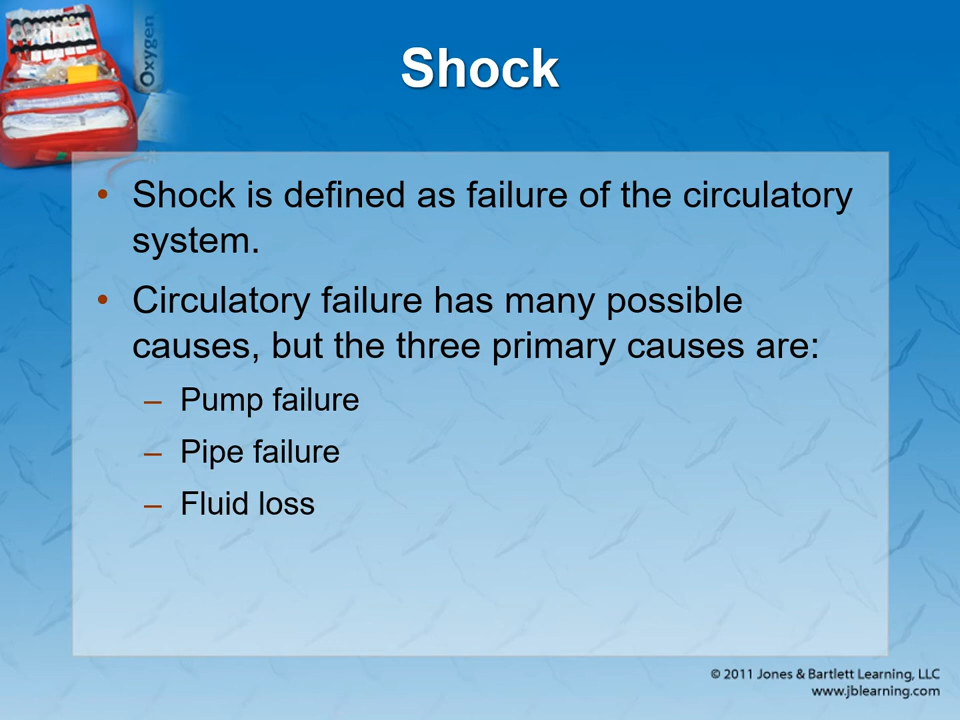 Oxygen
Shock
• Shock is defined as failure of the circulatory
system.
• Circulatory failure has many possible
causes, but the three primary causes are:
– Pump failure
– Pipe failure
– Fluid loss
© 2011 Jones & Bartlett Learning, LLC
www.jblearning.com